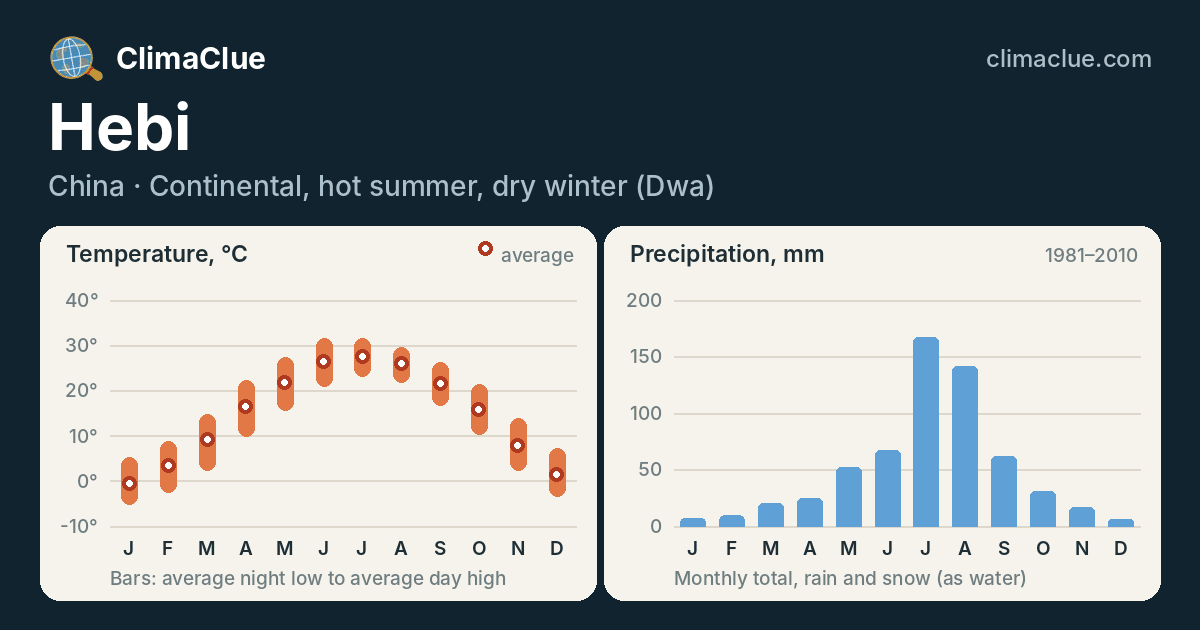 ClimaClue
climaclue.com
Hebi
China · Continental, hot summer, dry winter (Dwa)
Temperature, °C
average
40°
30°
20°
10°
0°
-10°
J F M A M J J A S O N D
Bars: average night low to average day high
Precipitation, mm
1981–2010
200
150
100
50
0
J F M A M J J A S O N D
Monthly total, rain and snow (as water)